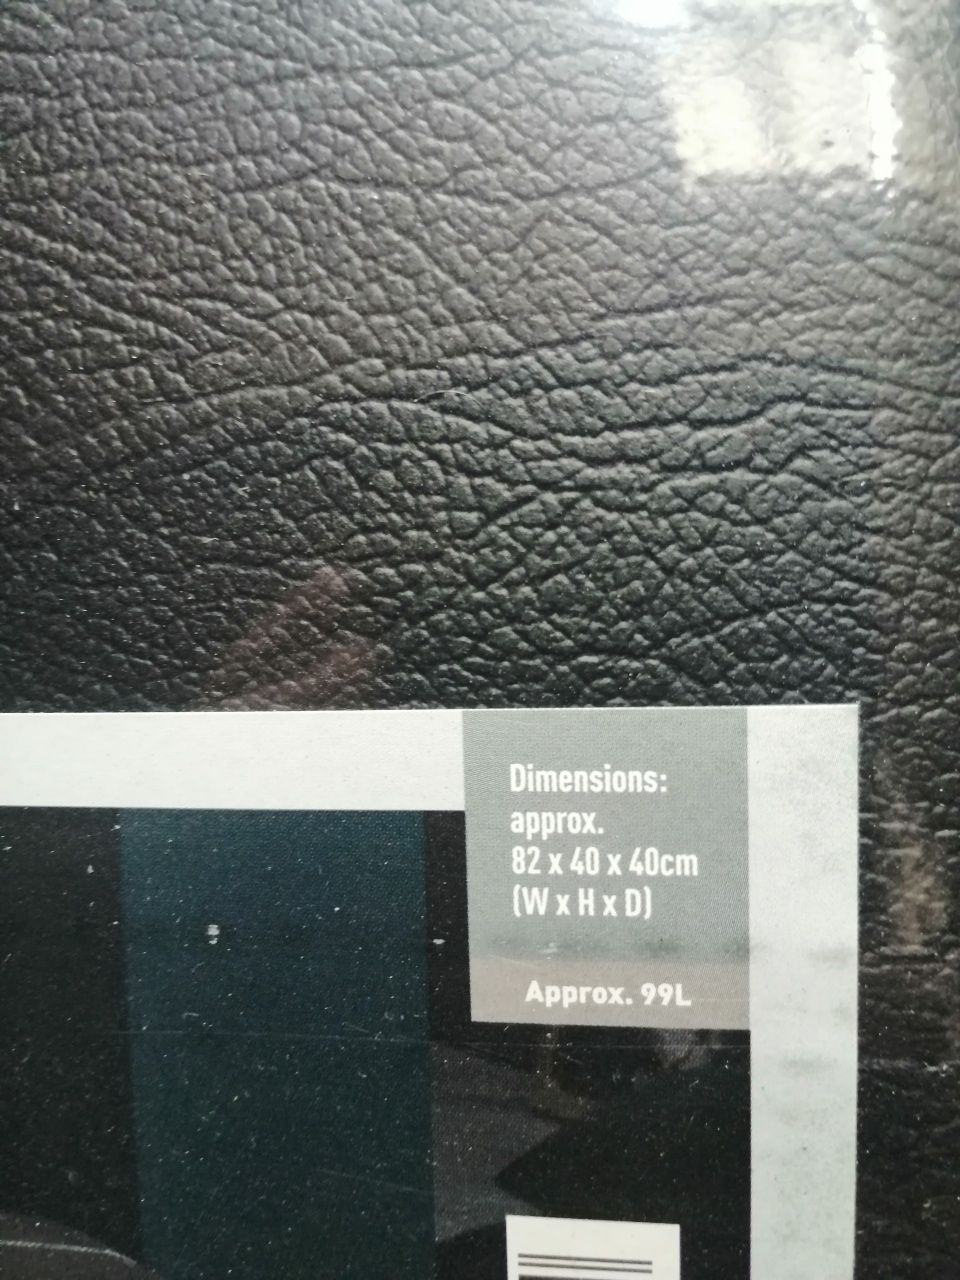 Dimensions:
approx.
82 x 40 x 40cm
(W x H x D)
Approx. 99L